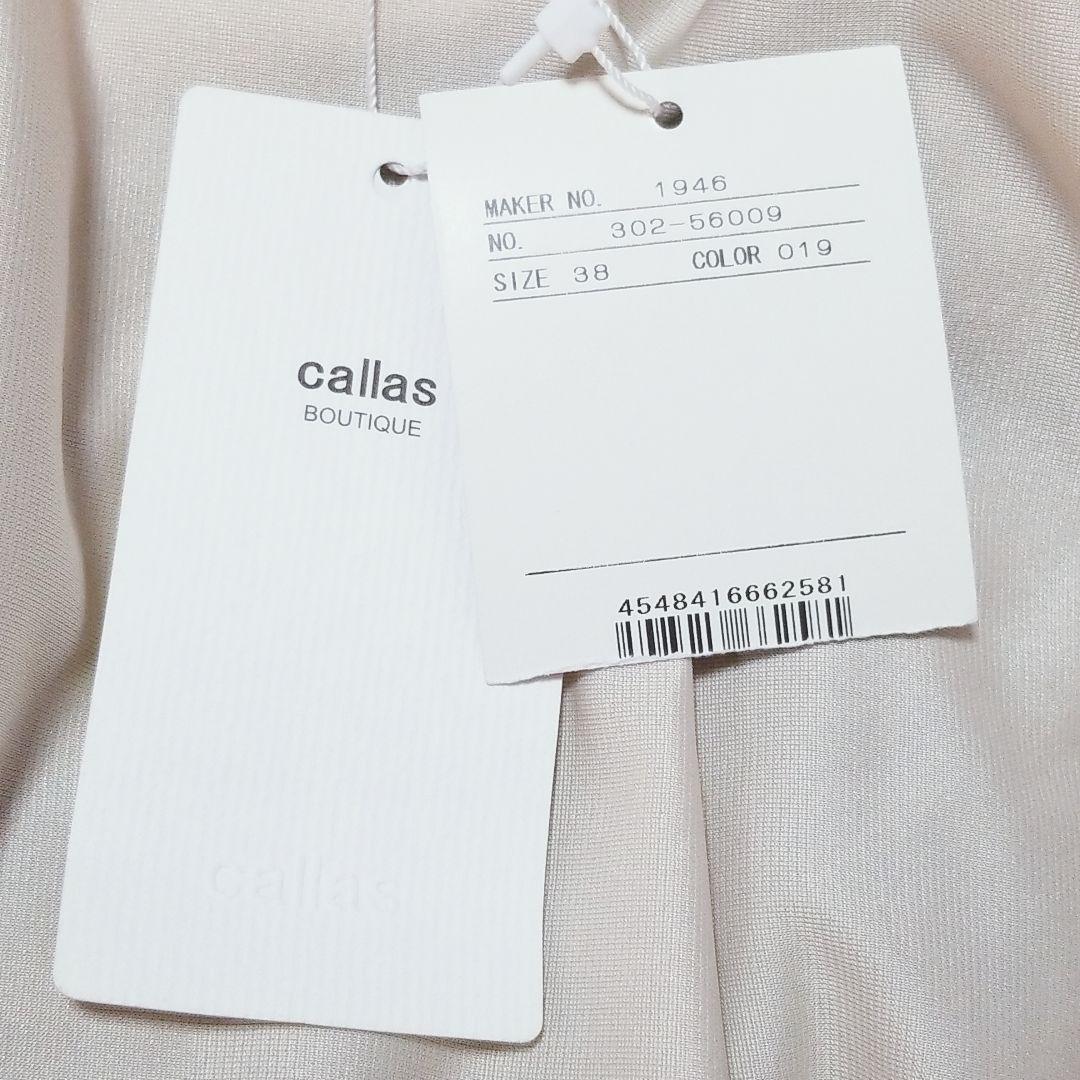 callas
BOUTIQUE
callas
MAKER NO. 1946
NO. 302-56009
SIZE 38 COLOR 019
4548416662581